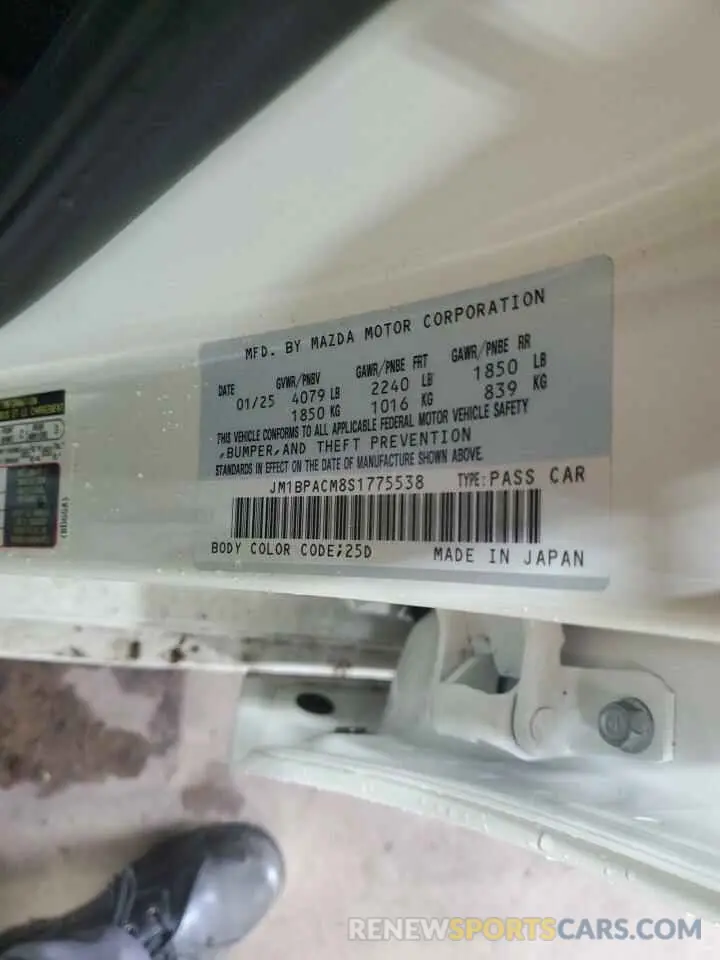 MFD. BY MAZDA MOTOR CORPORATION
DATE GVWR/PNBV GAWR/PNBE FRT GAWR/PNBE RR
01/25 4079 LB 2240 LB 1850 LB
1850 KG 1016 KG 839 KG
THIS VEHICLE CONFORMS TO ALL APPLICABLE FEDERAL MOTOR VEHICLE SAFETY
,BUMPER,AND THEFT PREVENTION
STANDARDS IN EFFECT ON THE DATE OF MANUFACTURE SHOWN ABOVE.
JM1BPACM8S1775538 TYPE:PASS CAR
BODY COLOR CODE;25D MADE IN JAPAN
RENEWSPORTSCARS.COM